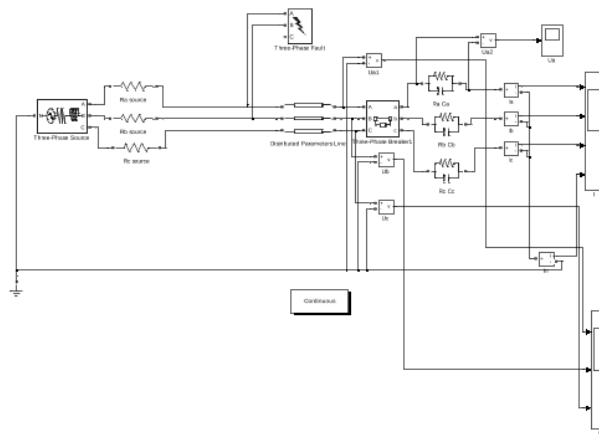 A
B
C
Three-Phase Fault
Ua2
Ua
Ua1
Ra source
Ra Ca
Ia
N
A
B
C
Three-Phase Source
Rb source
Distributed Parameters Line
A
B
C
a
b
c
Three-Phase Breaker1
Rb Cb
Ib
Rc source
Ic
Ub
Rc Cc
I
Uc
In
Continuous